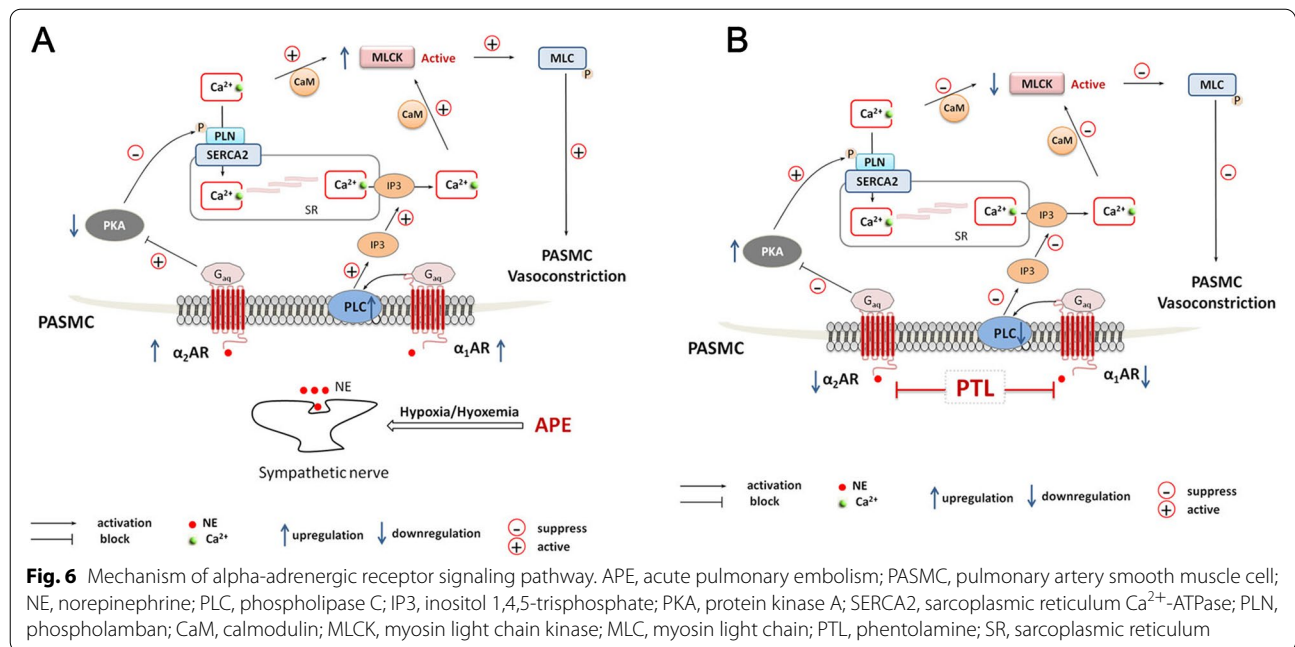 A
Ca2+
P
PLN
SERCA2
Ca2+
Ca2+
IP3
Ca2+
SR
+
CaM
MLCK
Active
+
MLC
P
CaM
+
+
-
PKA
+
Gaq
+
IP3
+
PLC
Gaq
PASMC
Vasoconstriction
PASMC
α2AR
α1AR
NE
Hypoxia/Hyoxemia
APE
Sympathetic nerve
activation
block
NE
Ca2+
upregulation
downregulation
- suppress
+ active
B
Ca2+
P
PLN
SERCA2
Ca2+
Ca2+
IP3
Ca2+
SR
-
CaM
MLCK
Active
-
MLC
P
CaM
-
-
+
PKA
-
Gaq
-
IP3
-
PLC
Gaq
PASMC
Vasoconstriction
PASMC
α2AR
PTL
α1AR
activation
block
NE
Ca2+
upregulation
downregulation
- suppress
+ active
Fig. 6 Mechanism of alpha-adrenergic receptor signaling pathway. APE, acute pulmonary embolism; PASMC, pulmonary artery smooth muscle cell;
NE, norepinephrine; PLC, phospholipase C; IP3, inositol 1,4,5-trisphosphate; PKA, protein kinase A; SERCA2, sarcoplasmic reticulum Ca2+-ATPase; PLN,
phospholamban; CaM, calmodulin; MLCK, myosin light chain kinase; MLC, myosin light chain; PTL, phentolamine; SR, sarcoplasmic reticulum